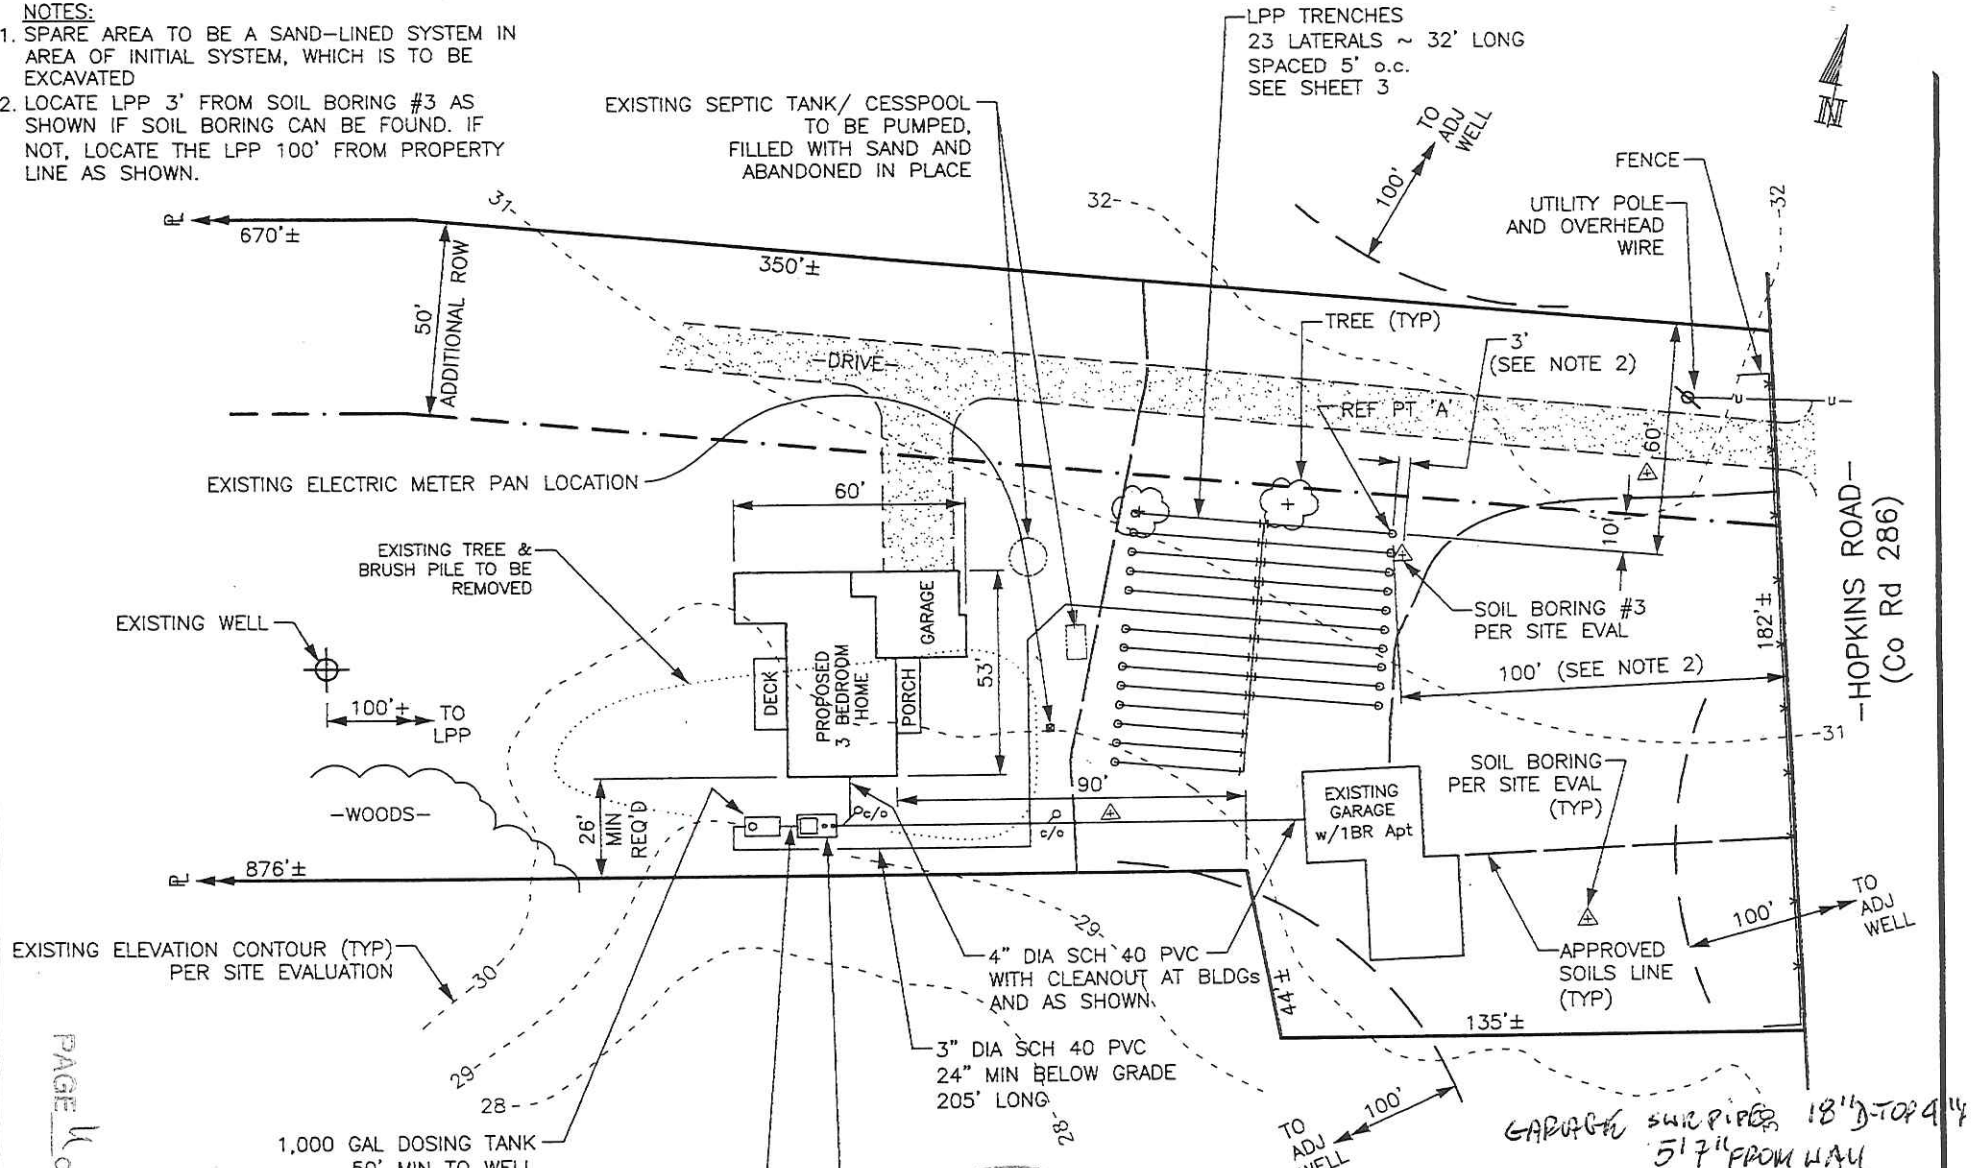 NOTES:
1. SPARE AREA TO BE A SAND-LINED SYSTEM IN
AREA OF INITIAL SYSTEM, WHICH IS TO BE
EXCAVATED
2. LOCATE LPP 3' FROM SOIL BORING #3 AS
SHOWN IF SOIL BORING CAN BE FOUND. IF
NOT, LOCATE THE LPP 100' FROM PROPERTY
LINE AS SHOWN.
EXISTING SEPTIC TANK/ CESSPOOL
TO BE PUMPED,
FILLED WITH SAND AND
ABANDONED IN PLACE
LPP TRENCHES
23 LATERALS ~ 32' LONG
SPACED 5' o.c.
SEE SHEET 3
TO
ADJ
WELL
100'
N
FENCE
UTILITY POLE
AND OVERHEAD
WIRE
32
31
32
670'±
350'±
50'
ADDITIONAL ROW
-DRIVE-
TREE (TYP)
3'
(SEE NOTE 2)
REF PT 'A'
U
U
60'
10'
EXISTING ELECTRIC METER PAN LOCATION
60'
EXISTING TREE &
BRUSH PILE TO BE
REMOVED
EXISTING WELL
100'+
TO
LPP
GARAGE
DECK
PROPOSED
3 BEDROOM
HOME
PORCH
53'
SOIL BORING #3
PER SITE EVAL
100' (SEE NOTE 2)
182'±
-HOPKINS ROAD-
(Co Rd 286)
31
-WOODS-
26'
MIN
REQ'D
90'
c/o
c/o
EXISTING
GARAGE
w/1BR Apt
SOIL BORING
PER SITE EVAL
(TYP)
876'±
EXISTING ELEVATION CONTOUR (TYP)
PER SITE EVALUATION
30
29
28
29
28
4" DIA SCH 40 PVC
WITH CLEANOUT AT BLDGs
AND AS SHOWN
44'±
135'±
APPROVED
SOILS LINE
(TYP)
100'
TO
ADJ
WELL
3" DIA SCH 40 PVC
24" MIN BELOW GRADE
205' LONG
1,000 GAL DOSING TANK
50' MIN TO WELL
TO
ADJ
WELL
100'
PAGE
GARAGE PIPES 18"
5'7" FROM